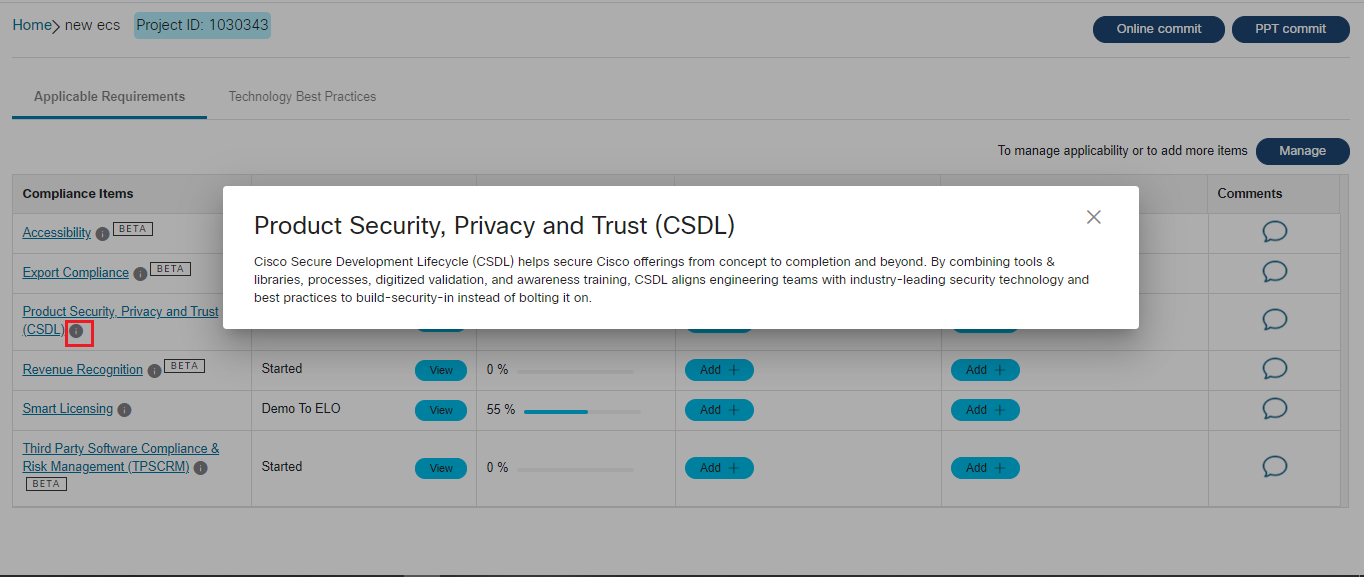 Home new ecs Project ID: 1030343
Online commit PPT commit
Applicable Requirements Technology Best Practices
To manage applicability or to add more items Manage
Compliance Items Comments
Accessibility BETA
Export Compliance BETA
Product Security, Privacy and Trust
(CSDL)
Product Security, Privacy and Trust (CSDL)
Cisco Secure Development Lifecycle (CSDL) helps secure Cisco offerings from concept to completion and beyond. By combining tools &
libraries, processes, digitized validation, and awareness training, CSDL aligns engineering teams with industry-leading security technology and
best practices to build-security-in instead of bolting it on.
Revenue Recognition BETA Started View 0 % Add + Add +
Smart Licensing Demo To ELO View 55 % Add + Add +
Third Party Software Compliance &
Risk Management (TPSCRM) Started View 0 % Add + Add +
BETA